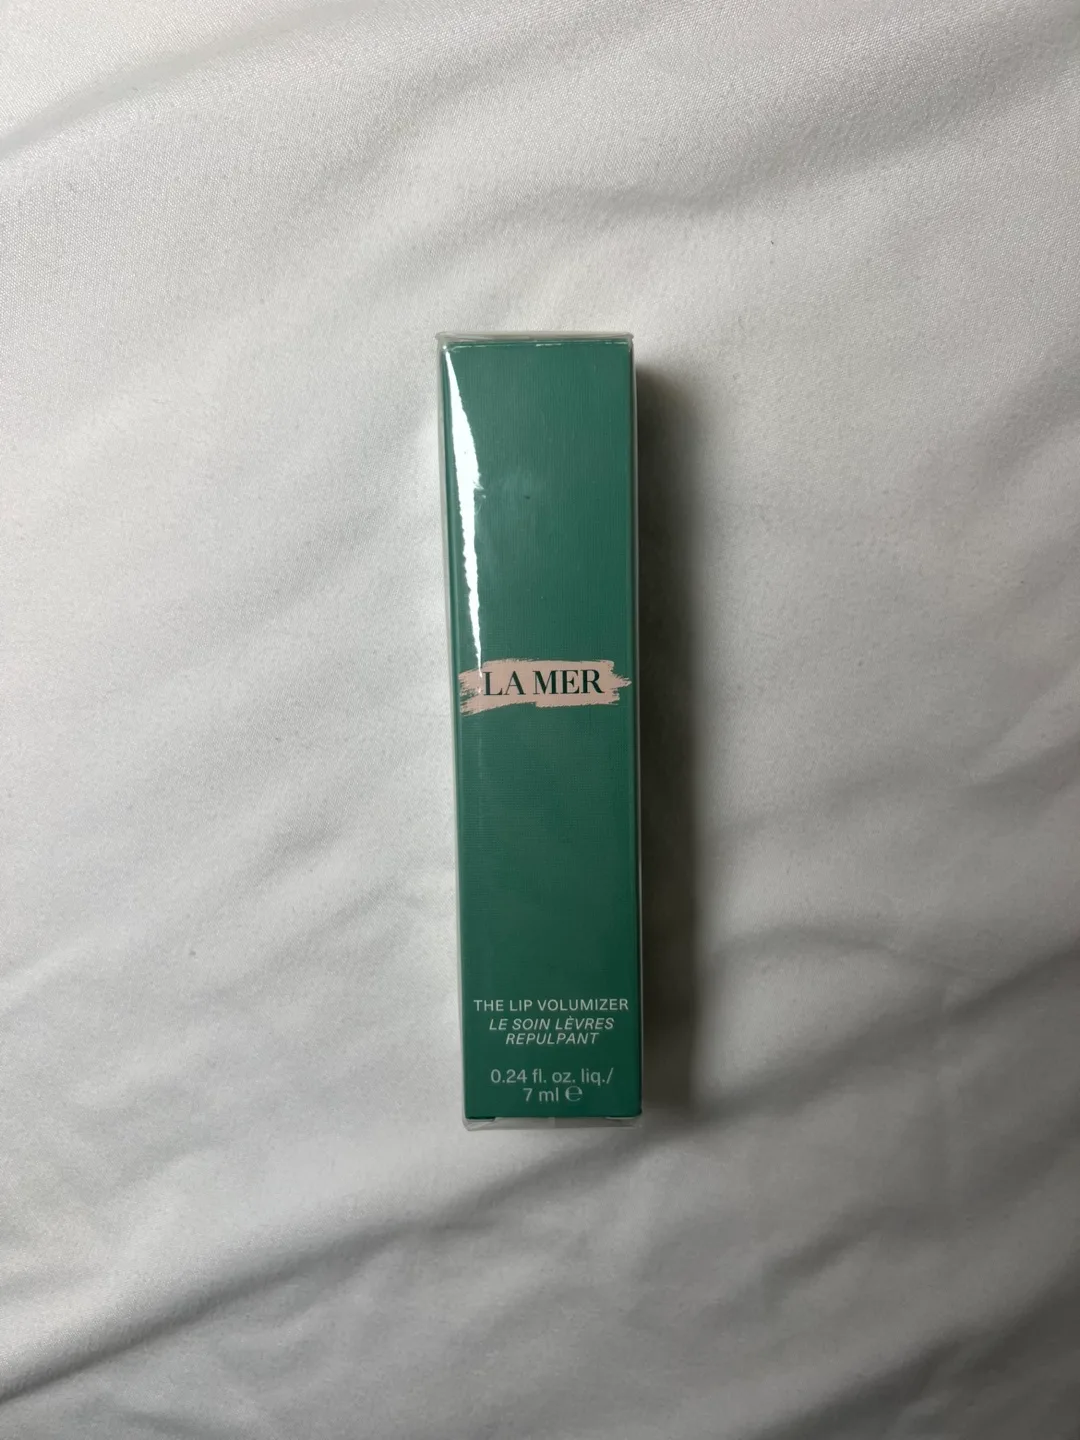 LA MER
THE LIP VOLUMIZER
LE SOIN LÈVRES
REPULPANT
0.24 fl. oz. liq./
7 ml ℮